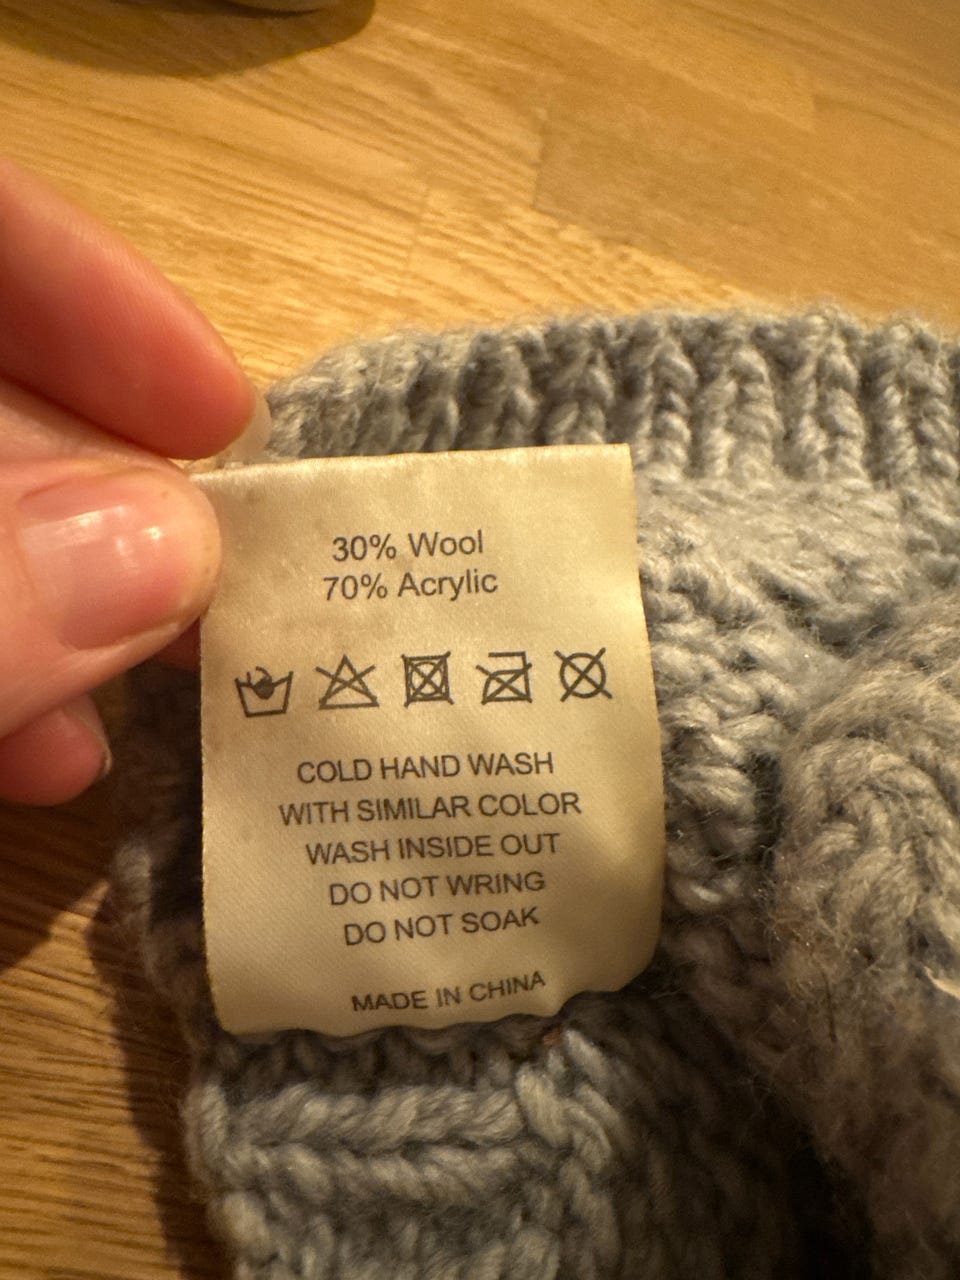 30% Wool
70% Acrylic
COLD HAND WASH
WITH SIMILAR COLOR
WASH INSIDE OUT
DO NOT WRING
DO NOT SOAK
MADE IN CHINA